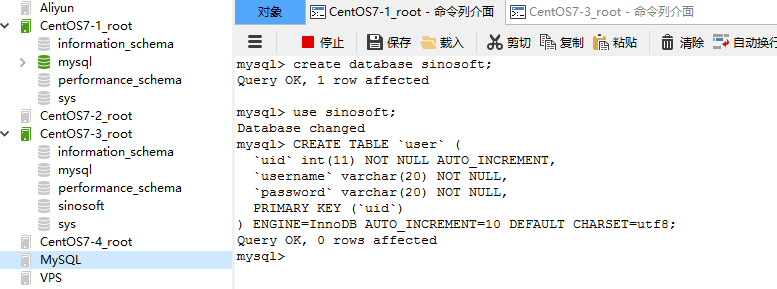 Aliyun
CentOS7-1_root
information_schema
mysql
performance_schema
sys
CentOS7-2_root
CentOS7-3_root
information_schema
mysql
performance_schema
sinosoft
sys
CentOS7-4_root
MySQL
VPS
对象 CentOS7-1_root - 命令列介面 CentOS7-3_root - 命令列介面
停止 保存 载入 剪切 复制 粘贴 清除 自动换行
mysql> create database sinosoft;
Query OK, 1 row affected
mysql> use sinosoft;
Database changed
mysql> CREATE TABLE `user` (
`uid` int(11) NOT NULL AUTO_INCREMENT,
`username` varchar(20) NOT NULL,
`password` varchar(20) NOT NULL,
PRIMARY KEY (`uid`)
) ENGINE=InnoDB AUTO_INCREMENT=10 DEFAULT CHARSET=utf8;
Query OK, 0 rows affected
mysql>